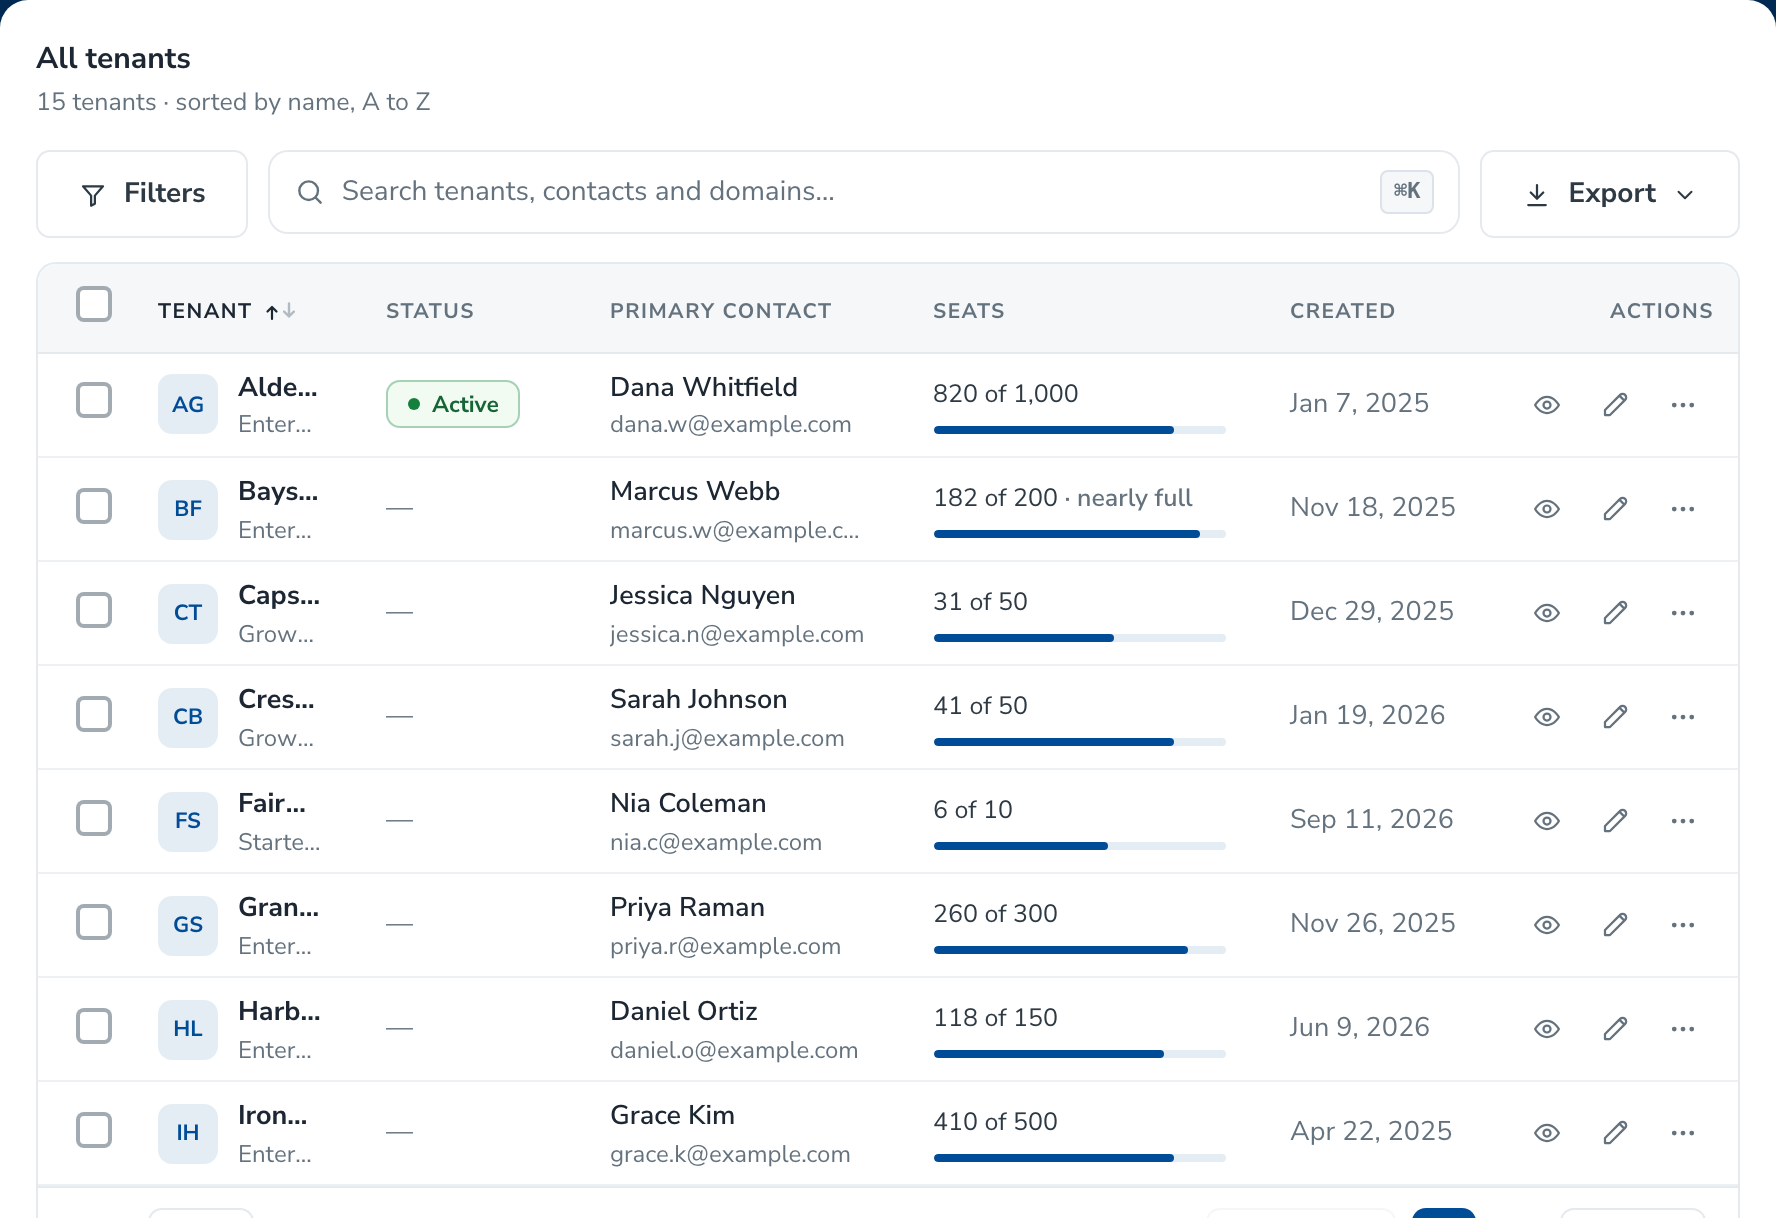 All tenants
15 tenants · sorted by name, A to Z
Filters
Search tenants, contacts and domains...
⌘K
Export
TENANT STATUS PRIMARY CONTACT SEATS CREATED ACTIONS
AG Alde... Active Dana Whitfield 820 of 1,000 Jan 7, 2025
Enter... dana.w@example.com
BF Bays... — Marcus Webb 182 of 200 · nearly full Nov 18, 2025
Enter... marcus.w@example.c...
CT Caps... — Jessica Nguyen 31 of 50 Dec 29, 2025
Grow... jessica.n@example.com
CB Cres... — Sarah Johnson 41 of 50 Jan 19, 2026
Grow... sarah.j@example.com
FS Fair... — Nia Coleman 6 of 10 Sep 11, 2026
Starte... nia.c@example.com
GS Gran... — Priya Raman 260 of 300 Nov 26, 2025
Enter... priya.r@example.com
HL Harb... — Daniel Ortiz 118 of 150 Jun 9, 2026
Enter... daniel.o@example.com
IH Iron... — Grace Kim 410 of 500 Apr 22, 2025
Enter... grace.k@example.com